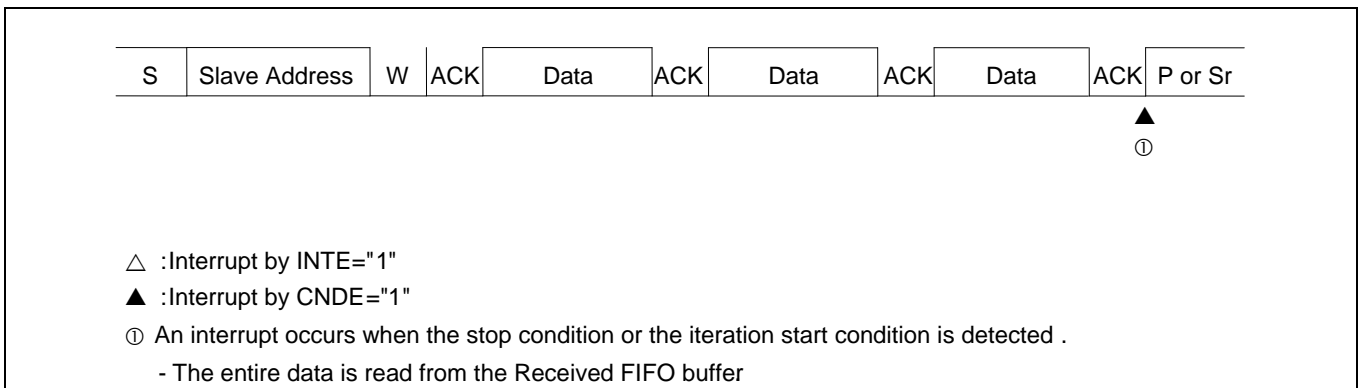 S Slave Address W ACK Data ACK Data ACK Data ACK P or Sr
▲
①
△ :Interrupt by INTE="1"
▲ :Interrupt by CNDE="1"
① An interrupt occurs when the stop condition or the iteration start condition is detected .
- The entire data is read from the Received FIFO buffer